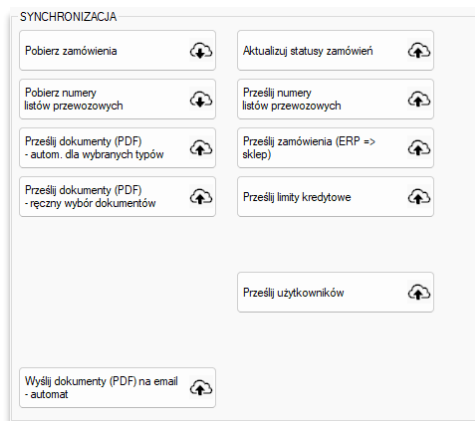 SYNCHRONIZACJA
Pobierz zamówienia
Aktualizuj statusy zamówień
Pobierz numery
listów przewozowych
Prześlij numery
listów przewozowych
Prześlij dokumenty (PDF)
- autom. dla wybranych typów
Prześlij zamówienia (ERP =>
sklep)
Prześlij dokumenty (PDF)
- ręczny wybór dokumentów
Prześlij limity kredytowe
Prześlij użytkowników
Wyślij dokumenty (PDF) na email
- automat